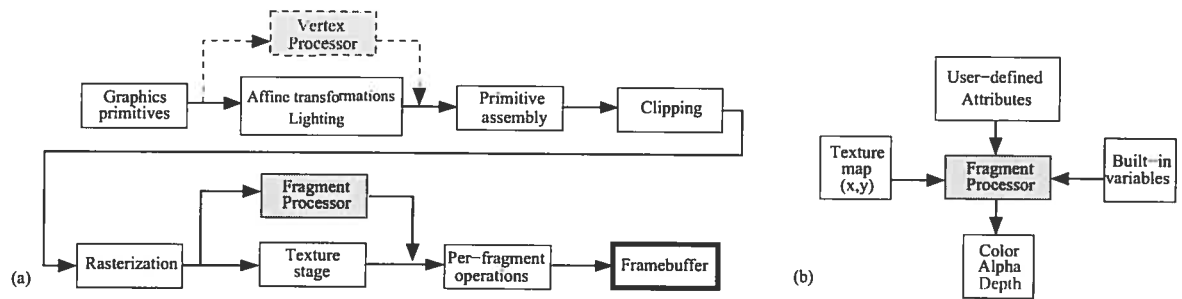 Vertex
Processor
Graphics
primitives
Affine transformations
Lighting
Primitive
assembly
Clipping
Fragment
Processor
Rasterization
Texture
stage
Per-fragment
operations
Framebuffer
(a)
User-defined
Attributes
Texture
map
(x,y)
Fragment
Processor
Built-in
variables
Color
Alpha
Depth
(b)